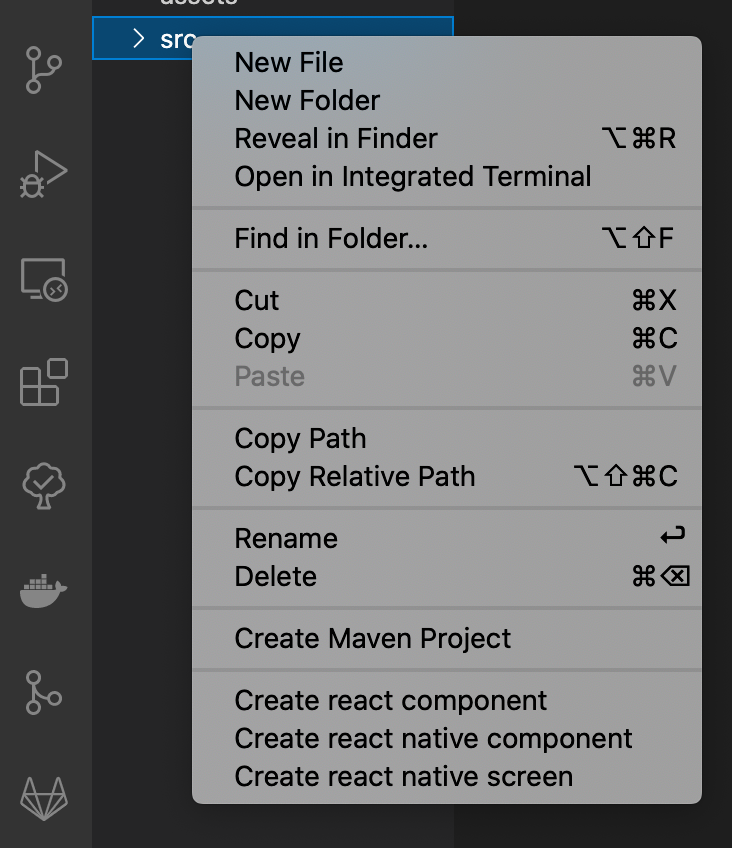 assets
src
New File
New Folder
Reveal in Finder ⌥⌘R
Open in Integrated Terminal
Find in Folder... ⌥⇧F
Cut ⌘X
Copy ⌘C
Paste ⌘V
Copy Path
Copy Relative Path ⌥⇧⌘C
Rename ↩
Delete ⌘⌫
Create Maven Project
Create react component
Create react native component
Create react native screen